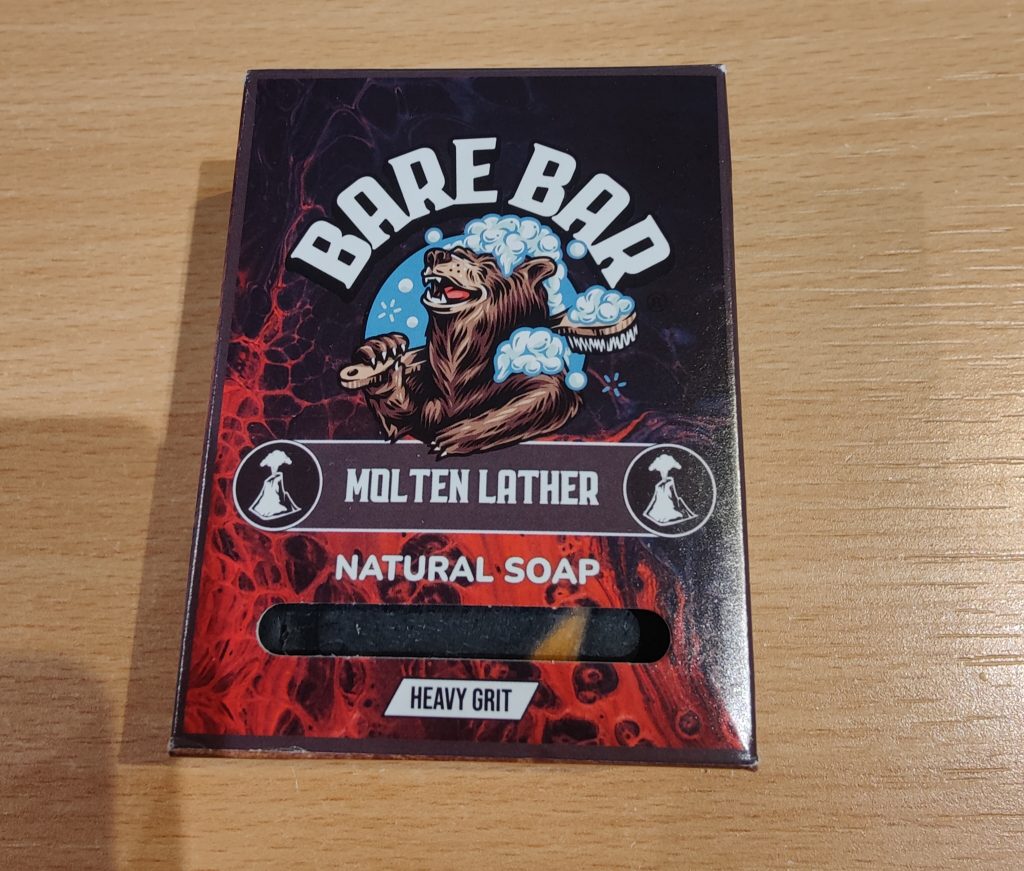 BARE BAR
®
MOLTEN LATHER
NATURAL SOAP
HEAVY GRIT